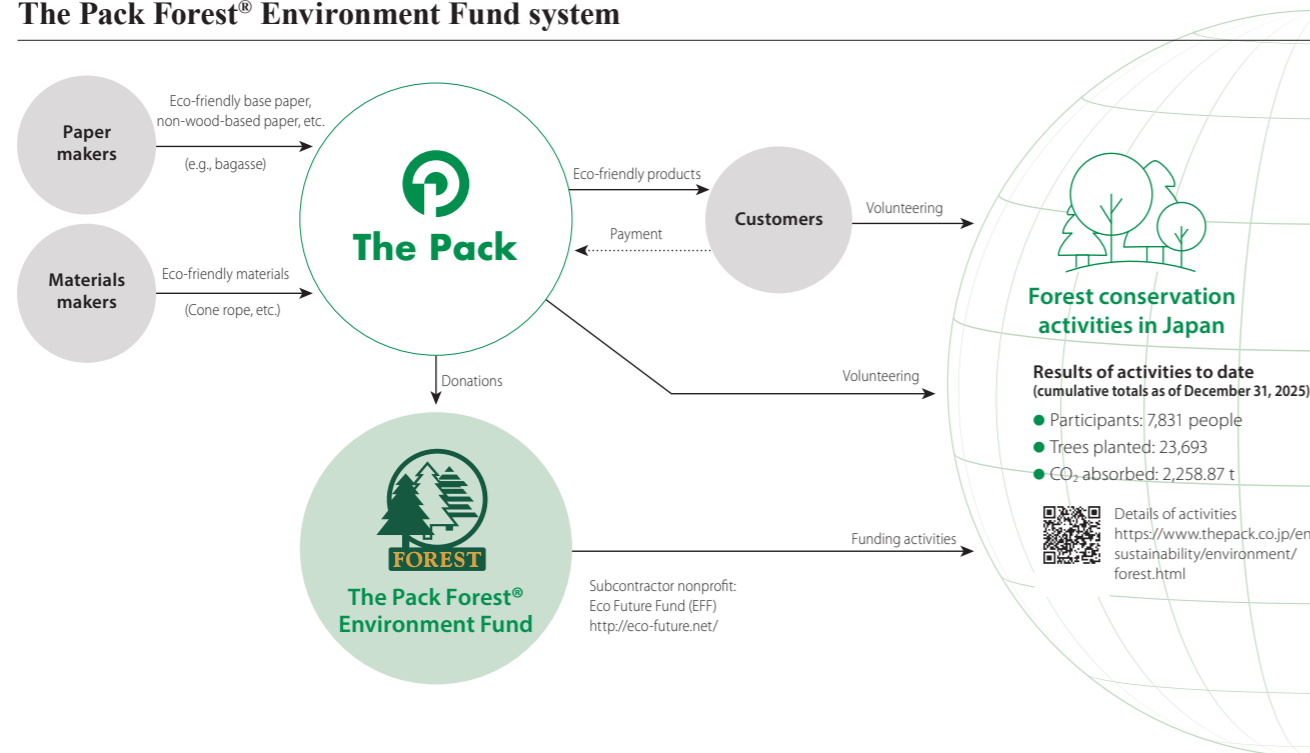 The Pack Forest® Environment Fund system
Paper
makers
Eco-friendly base paper,
non-wood-based paper, etc.
(e.g., bagasse)
Materials
makers
Eco-friendly materials
(Cone rope, etc.)
The Pack
Eco-friendly products
Payment
Customers
Volunteering
Donations
Volunteering
FOREST
The Pack Forest®
Environment Fund
Funding activities
Subcontractor nonprofit:
Eco Future Fund (EFF)
http://eco-future.net/
Forest conservation
activities in Japan
Results of activities to date
(cumulative totals as of December 31, 2025)
● Participants: 7,831 people
● Trees planted: 23,693
● CO₂ absorbed: 2,258.87 t
Details of activities
https://www.thepack.co.jp/en
sustainability/environment/
forest.html